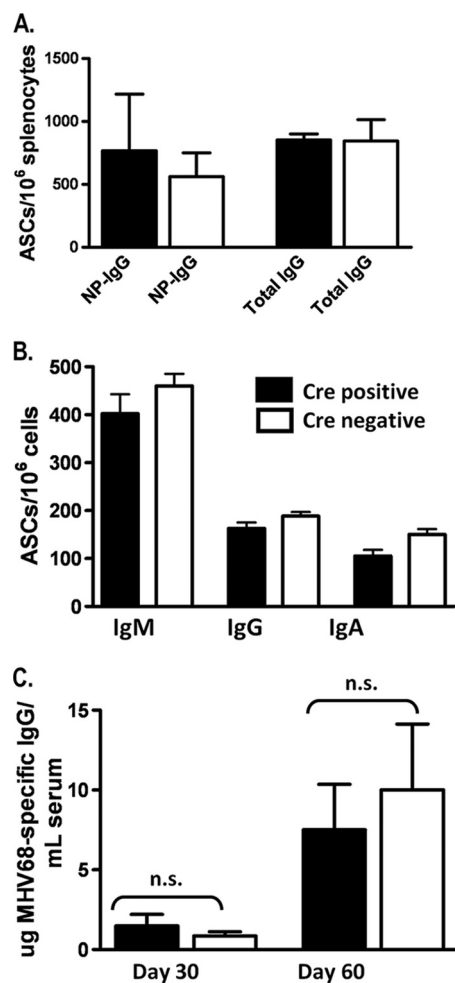 A.
ASCs/10⁶ splenocytes
1500
1000
500
0
NP-IgG
NP-IgG
Total IgG
Total IgG
B.
ASCs/10⁶ cells
500
400
300
200
100
0
Cre positive
Cre negative
IgM
IgG
IgA
C.
ug MHV68-specific IgG/
mL serum
15
10
5
0
n.s.
n.s.
Day 30
Day 60